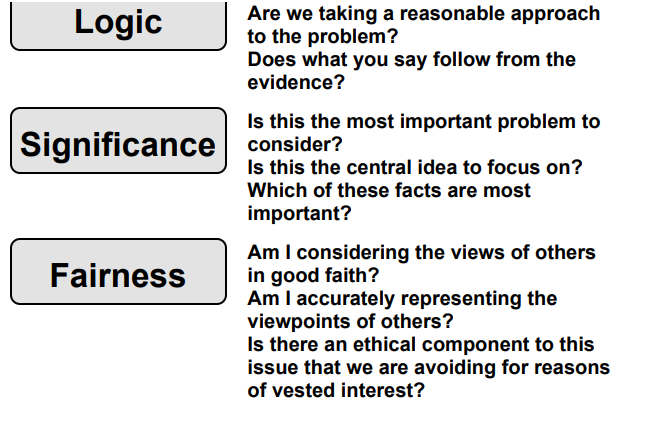 Logic
Are we taking a reasonable approach
to the problem?
Does what you say follow from the
evidence?
Significance
Is this the most important problem to
consider?
Is this the central idea to focus on?
Which of these facts are most
important?
Fairness
Am I considering the views of others
in good faith?
Am I accurately representing the
viewpoints of others?
Is there an ethical component to this
issue that we are avoiding for reasons
of vested interest?